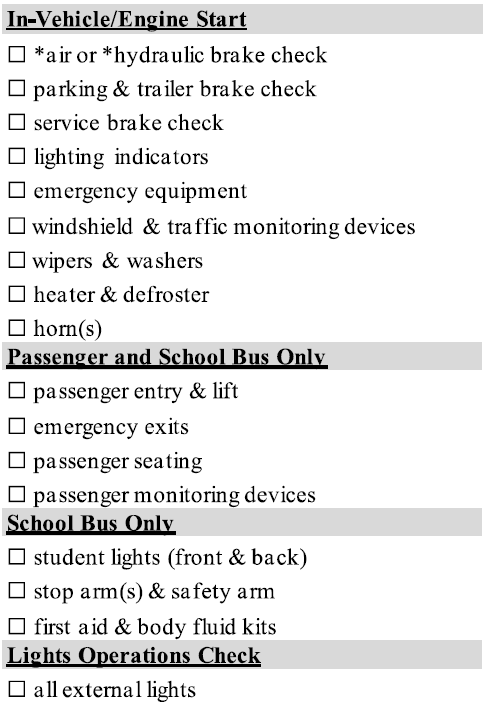 In-Vehicle/Engine Start
☐ *air or *hydraulic brake check
☐ parking & trailer brake check
☐ service brake check
☐ lighting indicators
☐ emergency equipment
☐ windshield & traffic monitoring devices
☐ wipers & washers
☐ heater & defroster
☐ horn(s)
Passenger and School Bus Only
☐ passenger entry & lift
☐ emergency exits
☐ passenger seating
☐ passenger monitoring devices
School Bus Only
☐ student lights (front & back)
☐ stop arm(s) & safety arm
☐ first aid & body fluid kits
Lights Operations Check
☐ all external lights